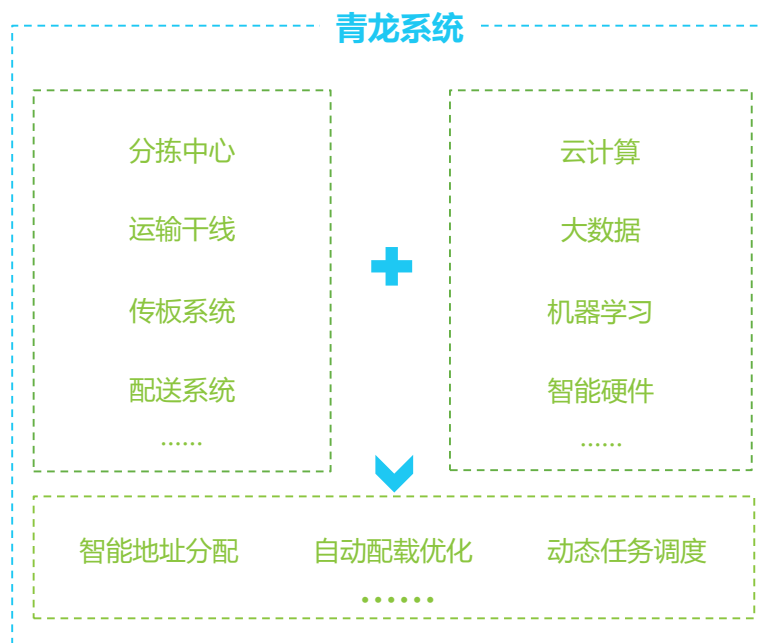 青龙系统
分拣中心
运输干线
传板系统
配送系统
......
云计算
大数据
机器学习
智能硬件
......
智能地址分配 自动配载优化 动态任务调度
......